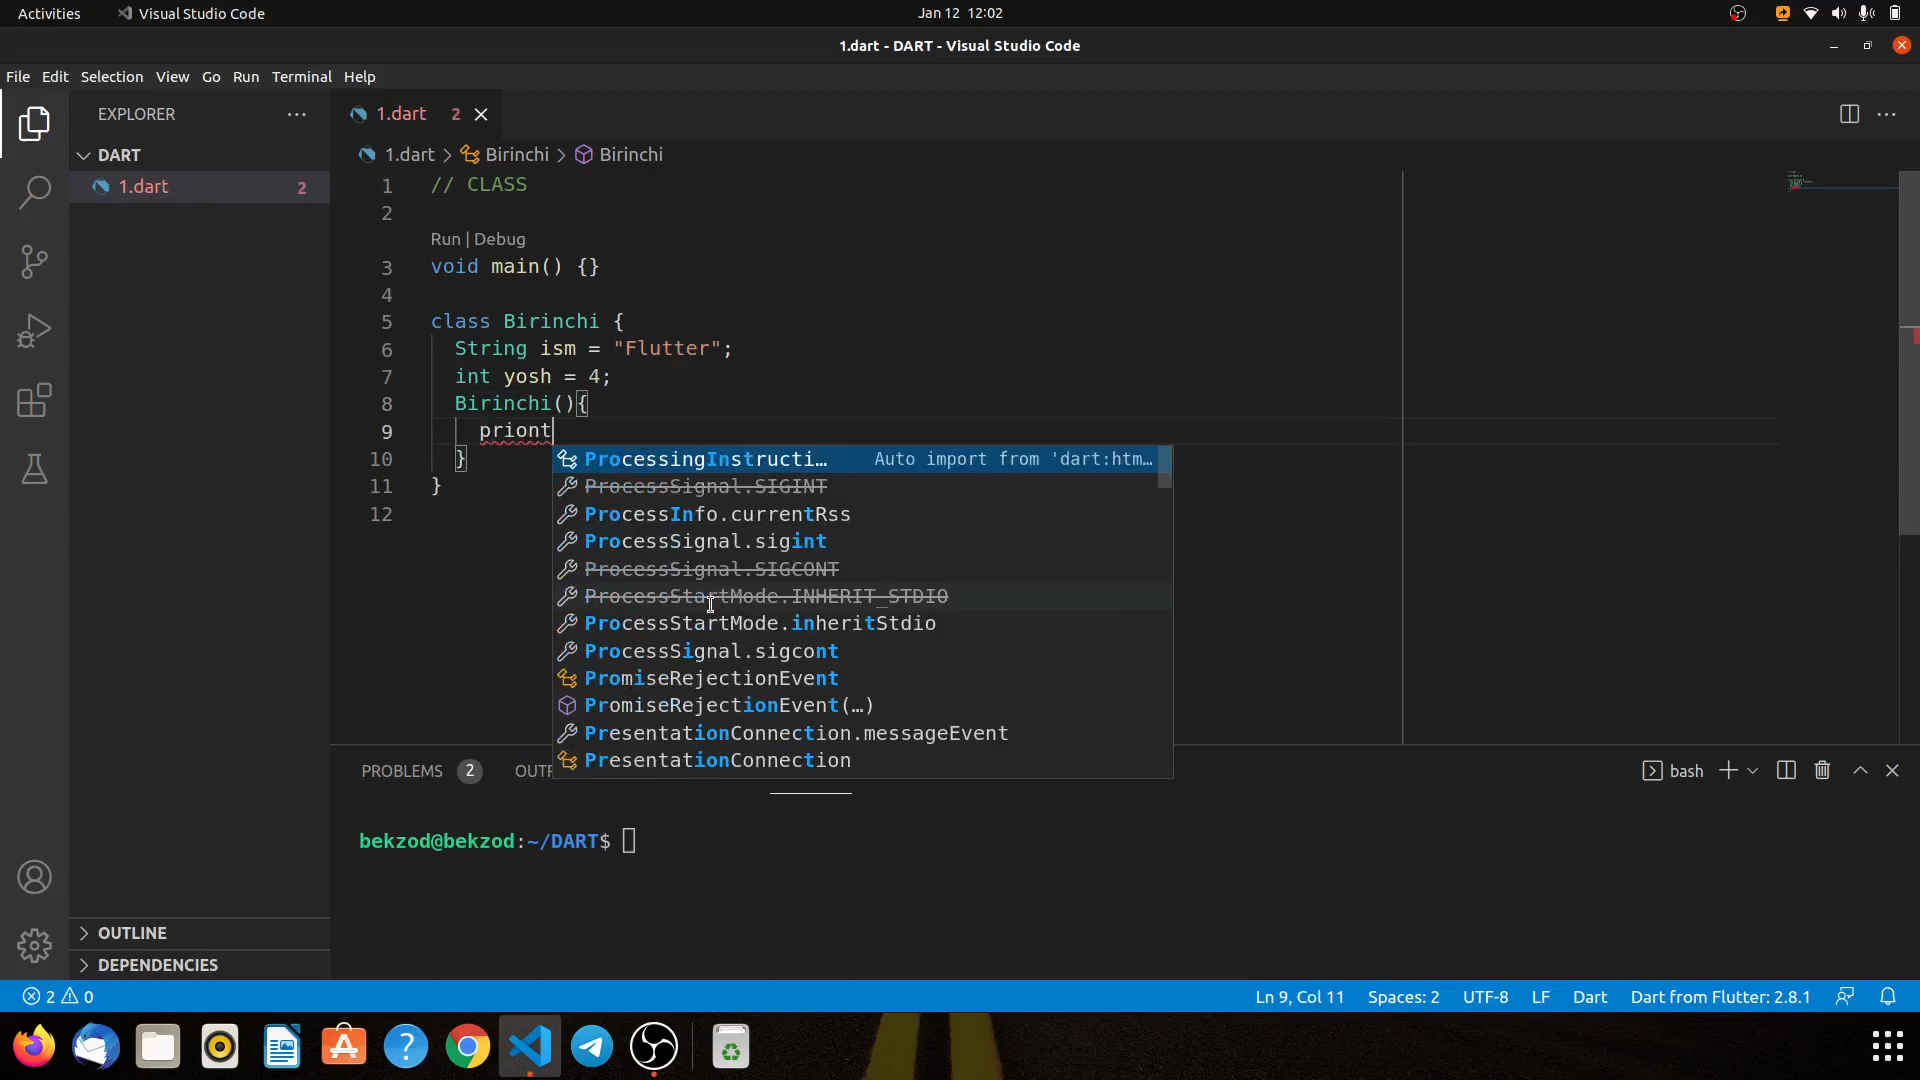 Activities Visual Studio Code Jan 12 12:02
1.dart - DART - Visual Studio Code
File Edit Selection View Go Run Terminal Help
EXPLORER
DART
1.dart 2
1.dart 2
1.dart > Birinchi > Birinchi
1 // CLASS
2
Run | Debug
3 void main() {}
4
5 class Birinchi {
6 String ism = "Flutter";
7 int yosh = 4;
8 Birinchi(){
9 priont
10 }
11 }
12
ProcessingInstructi… Auto import from 'dart:htm…
ProcessSignal.SIGINT
ProcessInfo.currentRss
ProcessSignal.sigint
ProcessSignal.SIGCONT
ProcessStartMode.INHERIT_STDIO
ProcessStartMode.inheritStdio
ProcessSignal.sigcont
PromiseRejectionEvent
PromiseRejectionEvent(…)
PresentationConnection.messageEvent
PresentationConnection
PROBLEMS 2 OUT bash
bekzod@bekzod:~/DART$
OUTLINE
DEPENDENCIES
2 0 Ln 9, Col 11 Spaces: 2 UTF-8 LF Dart Dart from Flutter: 2.8.1